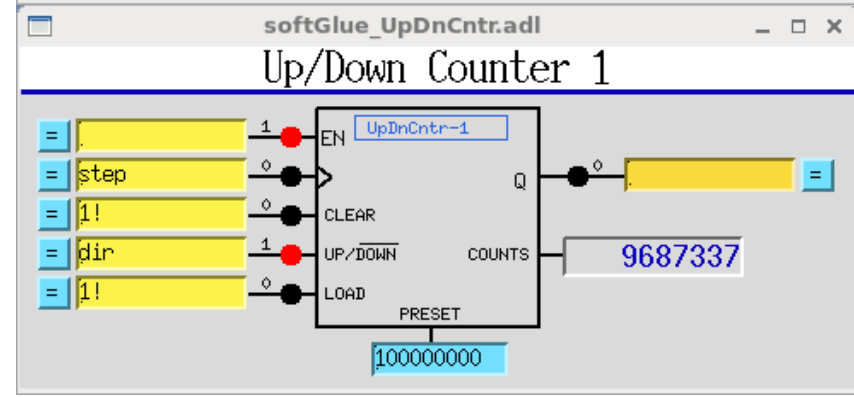 softGlue_UpDnCntr.adl
Up/Down Counter 1
= . 1 EN UpDnCntr-1
= step 0 Q 0 . =
= 1! 0 CLEAR
= dir 1 UP/DOWN COUNTS 9687337
= 1! 0 LOAD
PRESET
100000000